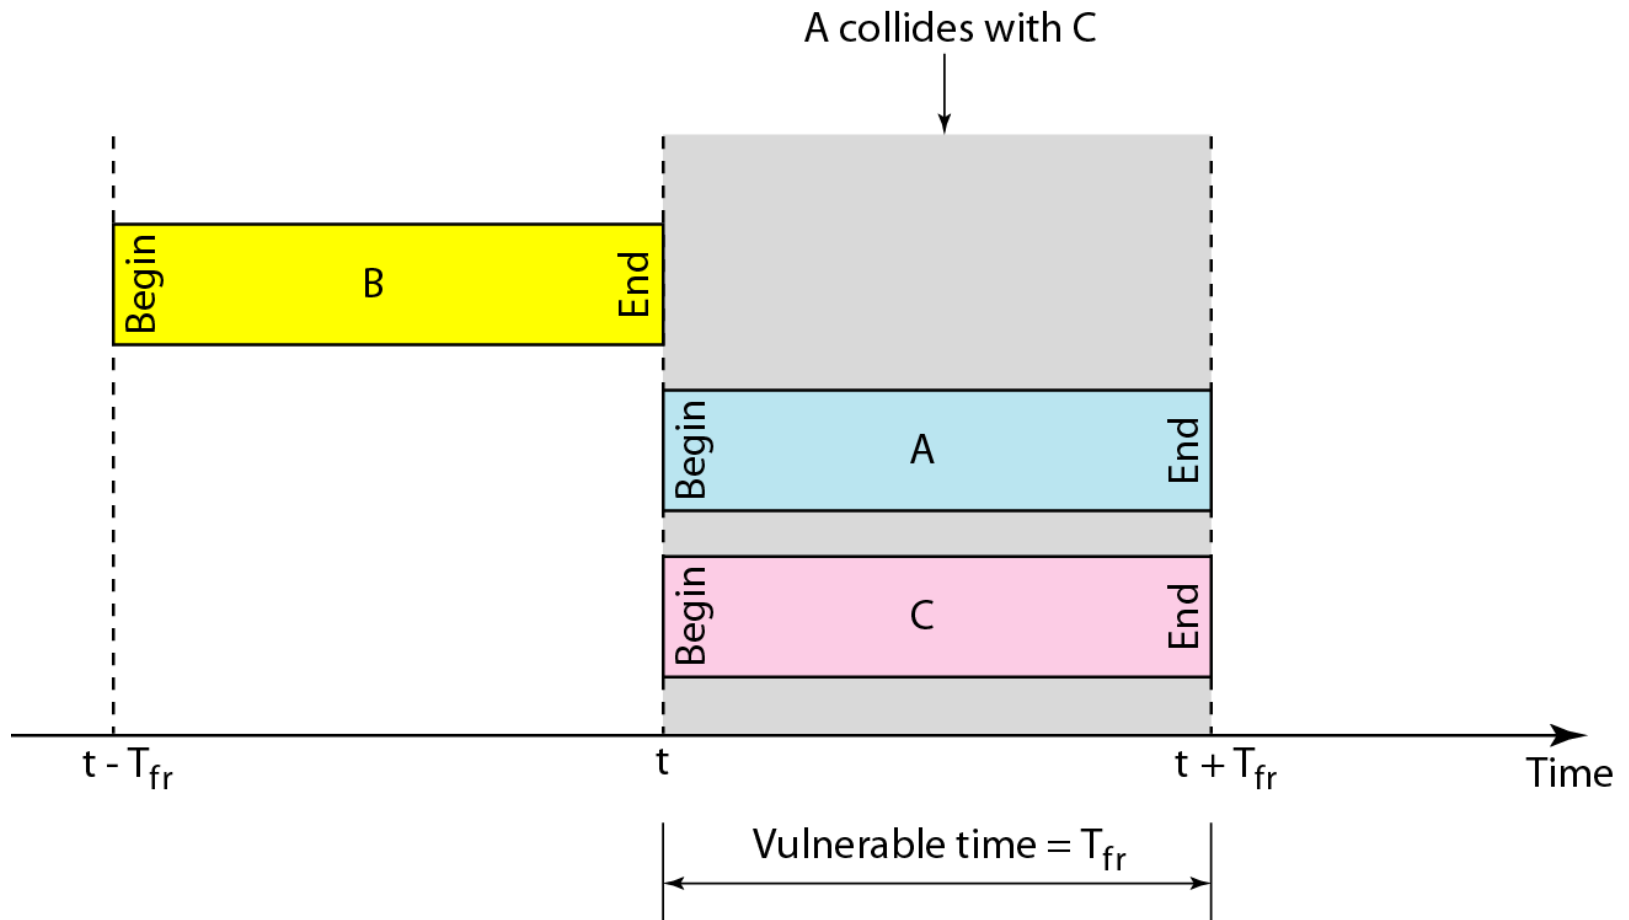 A collides with C
Begin B End
Begin A End
Begin C End
t - Tfr t t + Tfr
Time
Vulnerable time = Tfr